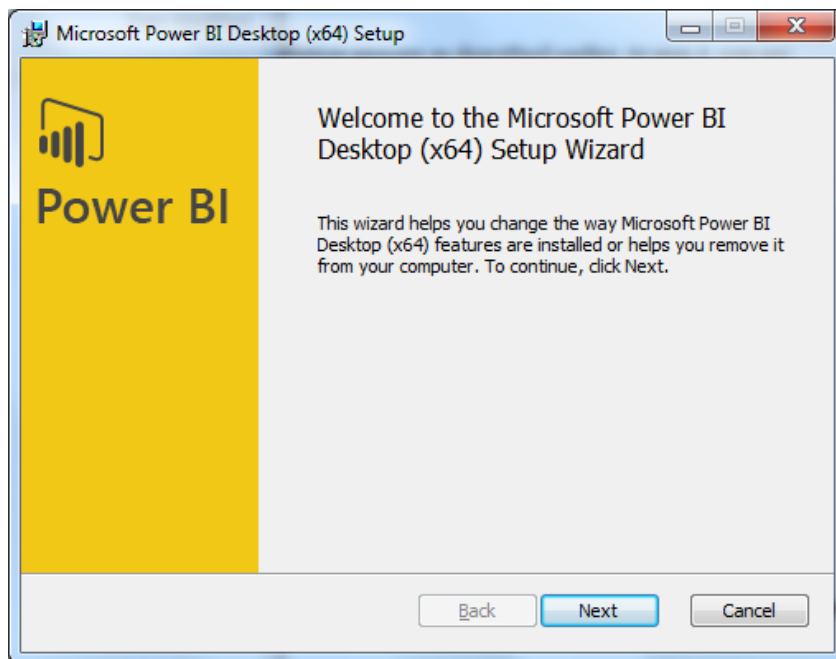 Microsoft Power BI Desktop (x64) Setup
Power BI
Welcome to the Microsoft Power BI
Desktop (x64) Setup Wizard
This wizard helps you change the way Microsoft Power BI
Desktop (x64) features are installed or helps you remove it
from your computer. To continue, click Next.
Back
Next
Cancel